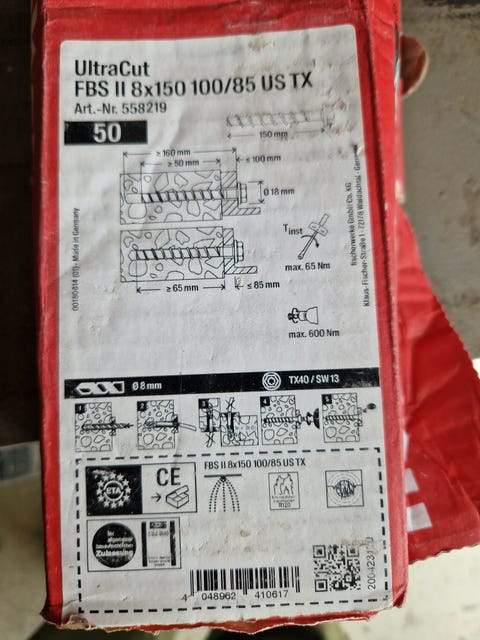 UltraCut
FBS II 8x150 100/85 US TX
Art.-Nr. 558219
50
150 mm
≥160 mm
≥50 mm
≤100 mm
Ø 18 mm
Tinst
max. 65 Nm
≥65 mm
≤ 85 mm
max. 600 Nm
00180814 (01) · Made in Germany
fischerwerke GmbH & Co. KG
Klaus-Fischer-Straße 1 · 72178 Waldachtal · Germ
Ø 8 mm
TX40 / SW 13
1
2
3
4
5
ETA
CE
FBS II 8x150 100/85 US TX
R120
Zulassung
4 048962 410617